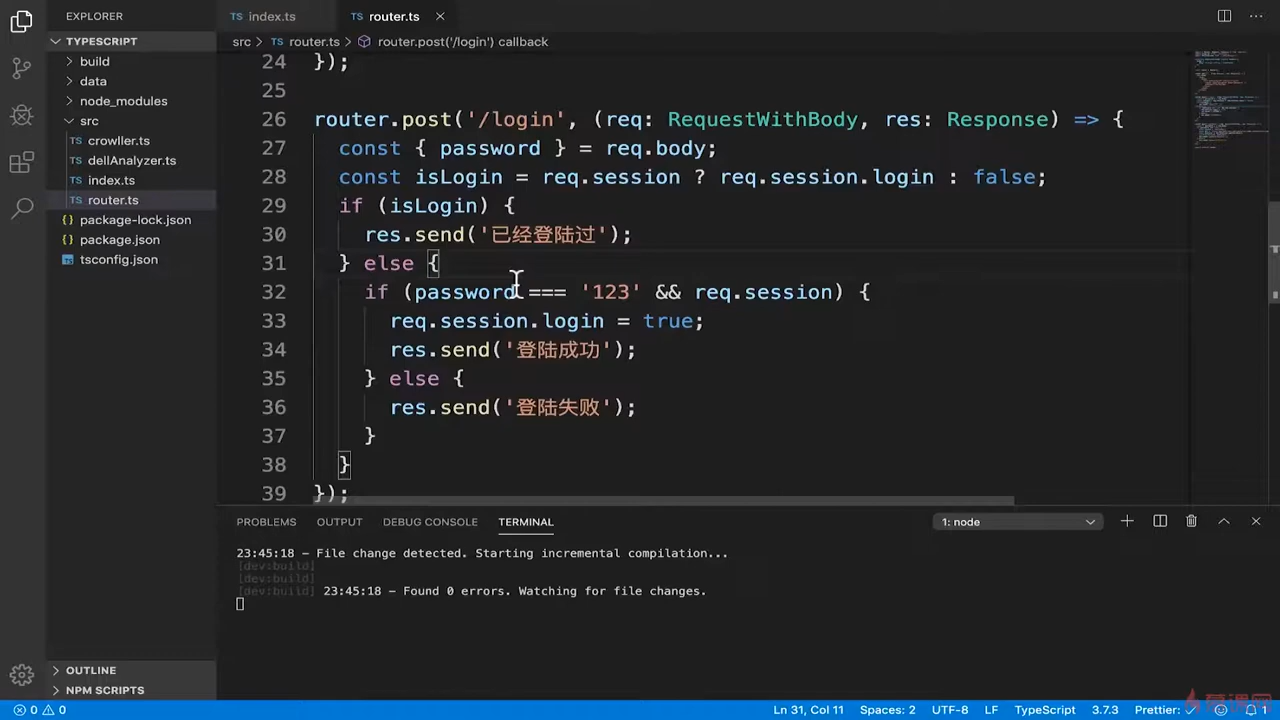 EXPLORER
TS index.ts
TS router.ts
TYPESCRIPT
src > TS router.ts > router.post('/login') callback
build
data
node_modules
src
TS crowller.ts
TS dellAnalyzer.ts
TS index.ts
TS router.ts
{} package-lock.json
{} package.json
{} tsconfig.json
OUTLINE
NPM SCRIPTS
24 });
25
26 router.post('/login', (req: RequestWithBody, res: Response) => {
27 const { password } = req.body;
28 const isLogin = req.session ? req.session.login : false;
29 if (isLogin) {
30 res.send('已经登陆过');
31 } else {
32 if (password === '123' && req.session) {
33 req.session.login = true;
34 res.send('登陆成功');
35 } else {
36 res.send('登陆失败');
37 }
38 }
39 });
PROBLEMS OUTPUT DEBUG CONSOLE TERMINAL 1: node
23:45:18 - File change detected. Starting incremental compilation...
[dev:build]
[dev:build]
[dev:build] 23:45:18 - Found 0 errors. Watching for file changes.
0 0 Ln 31, Col 11 Spaces: 2 UTF-8 LF TypeScript 3.7.3 Prettier: ✓ 1
慕课网